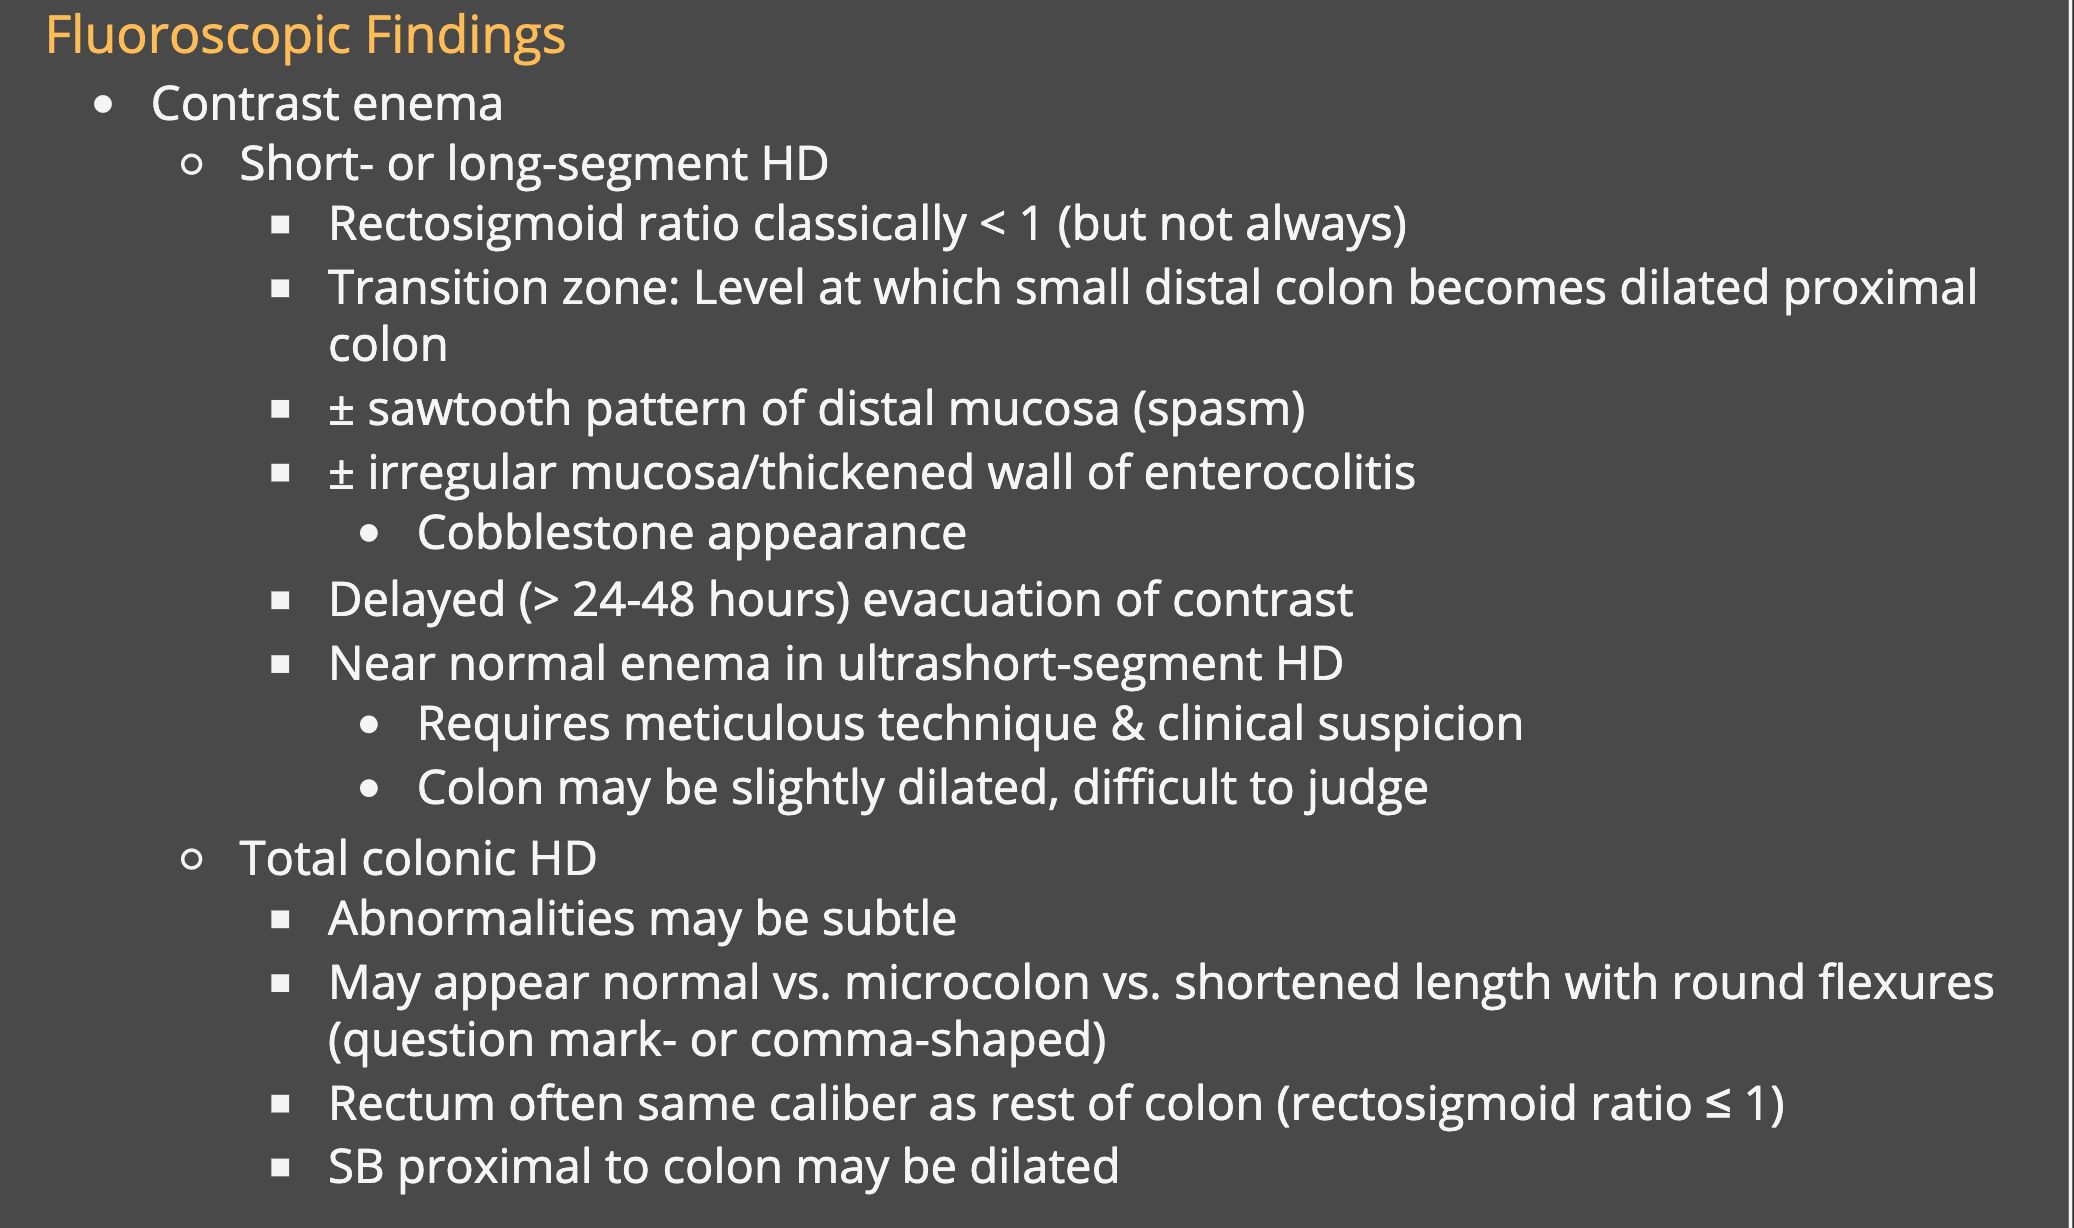 Fluoroscopic Findings
• Contrast enema
○ Short- or long-segment HD
▪ Rectosigmoid ratio classically < 1 (but not always)
▪ Transition zone: Level at which small distal colon becomes dilated proximal
colon
▪ ± sawtooth pattern of distal mucosa (spasm)
▪ ± irregular mucosa/thickened wall of enterocolitis
• Cobblestone appearance
▪ Delayed (> 24-48 hours) evacuation of contrast
▪ Near normal enema in ultrashort-segment HD
• Requires meticulous technique & clinical suspicion
• Colon may be slightly dilated, difficult to judge
○ Total colonic HD
▪ Abnormalities may be subtle
▪ May appear normal vs. microcolon vs. shortened length with round flexures
(question mark- or comma-shaped)
▪ Rectum often same caliber as rest of colon (rectosigmoid ratio ≤ 1)
▪ SB proximal to colon may be dilated